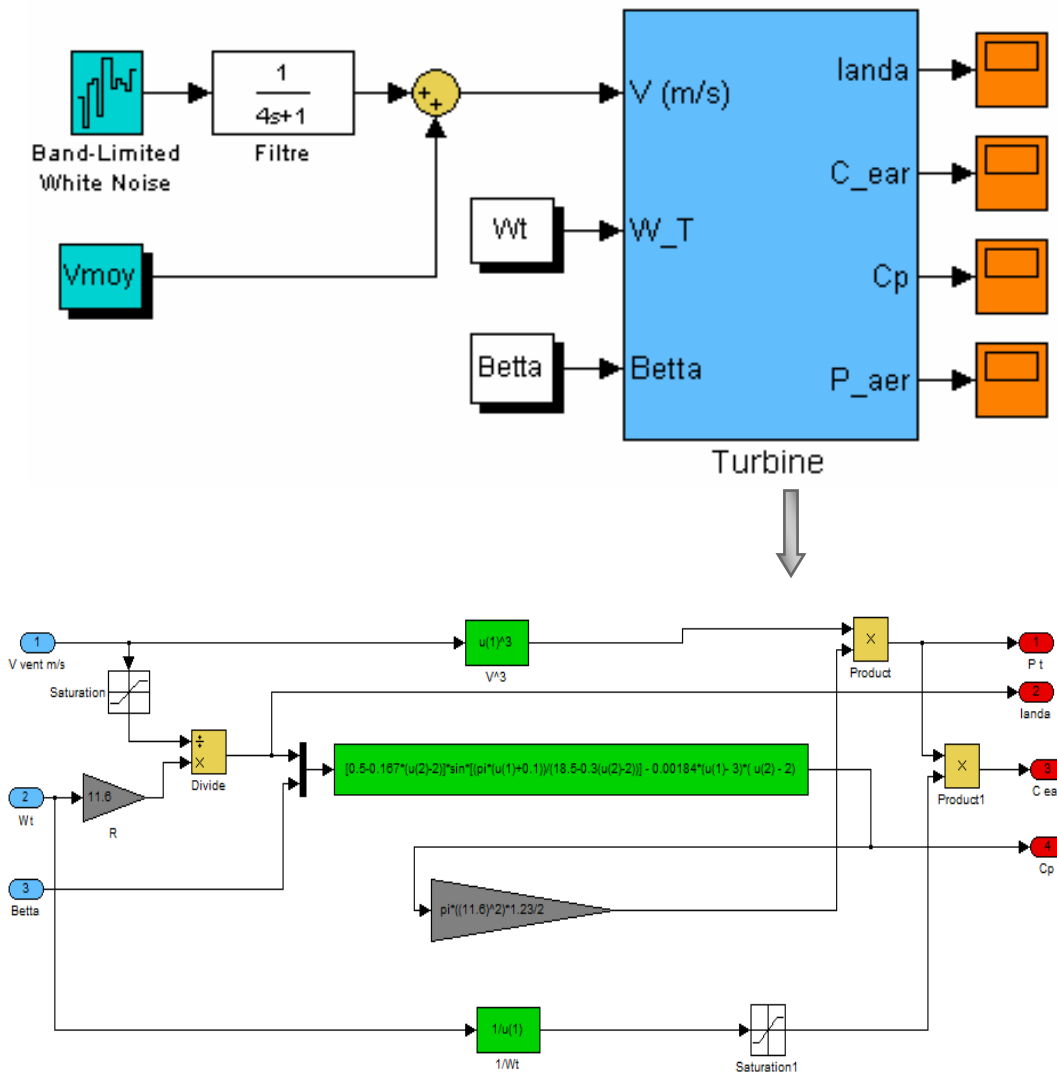 1
4s+1
Filtre
Band-Limited
White Noise
Vmoy
+
+
Wt
Betta
V (m/s)
W_T
Betta
landa
C_ear
Cp
P_aer
Turbine
1
V vent m/s
Saturation
u(1)^3
V^3
×
Product
1
P t
2
landa
÷
×
Divide
[0.5-0.167*(u(2)-2)]*sin*[(pi*(u(1)+0.1))/(18.5-0.3(u(2)-2))] - 0.00184*(u(1)- 3)*( u(2) - 2)
×
Product1
3
C ea
2
Wt
11.6
R
4
Cp
3
Betta
pi*((11.6)^2)*1.23/2
1/u(1)
1/Wt
Saturation1